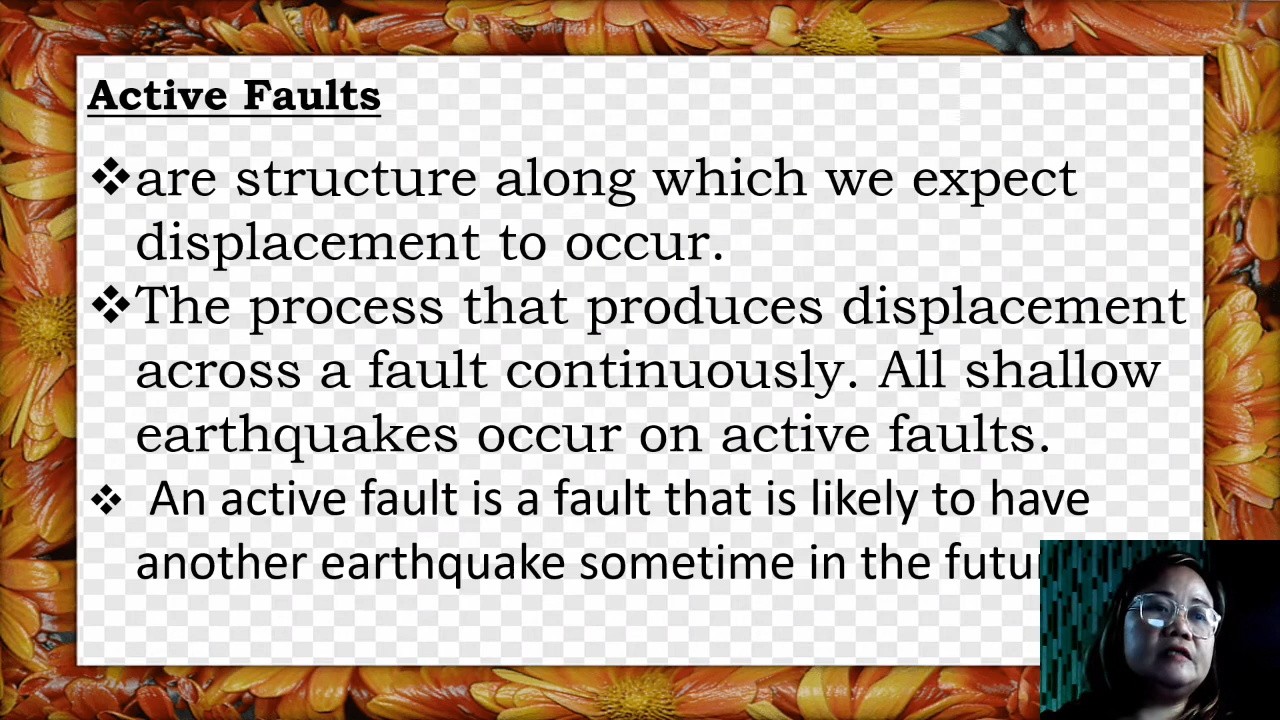 Active Faults
❖are structure along which we expect
displacement to occur.
❖The process that produces displacement
across a fault continuously. All shallow
earthquakes occur on active faults.
❖ An active fault is a fault that is likely to have
another earthquake sometime in the